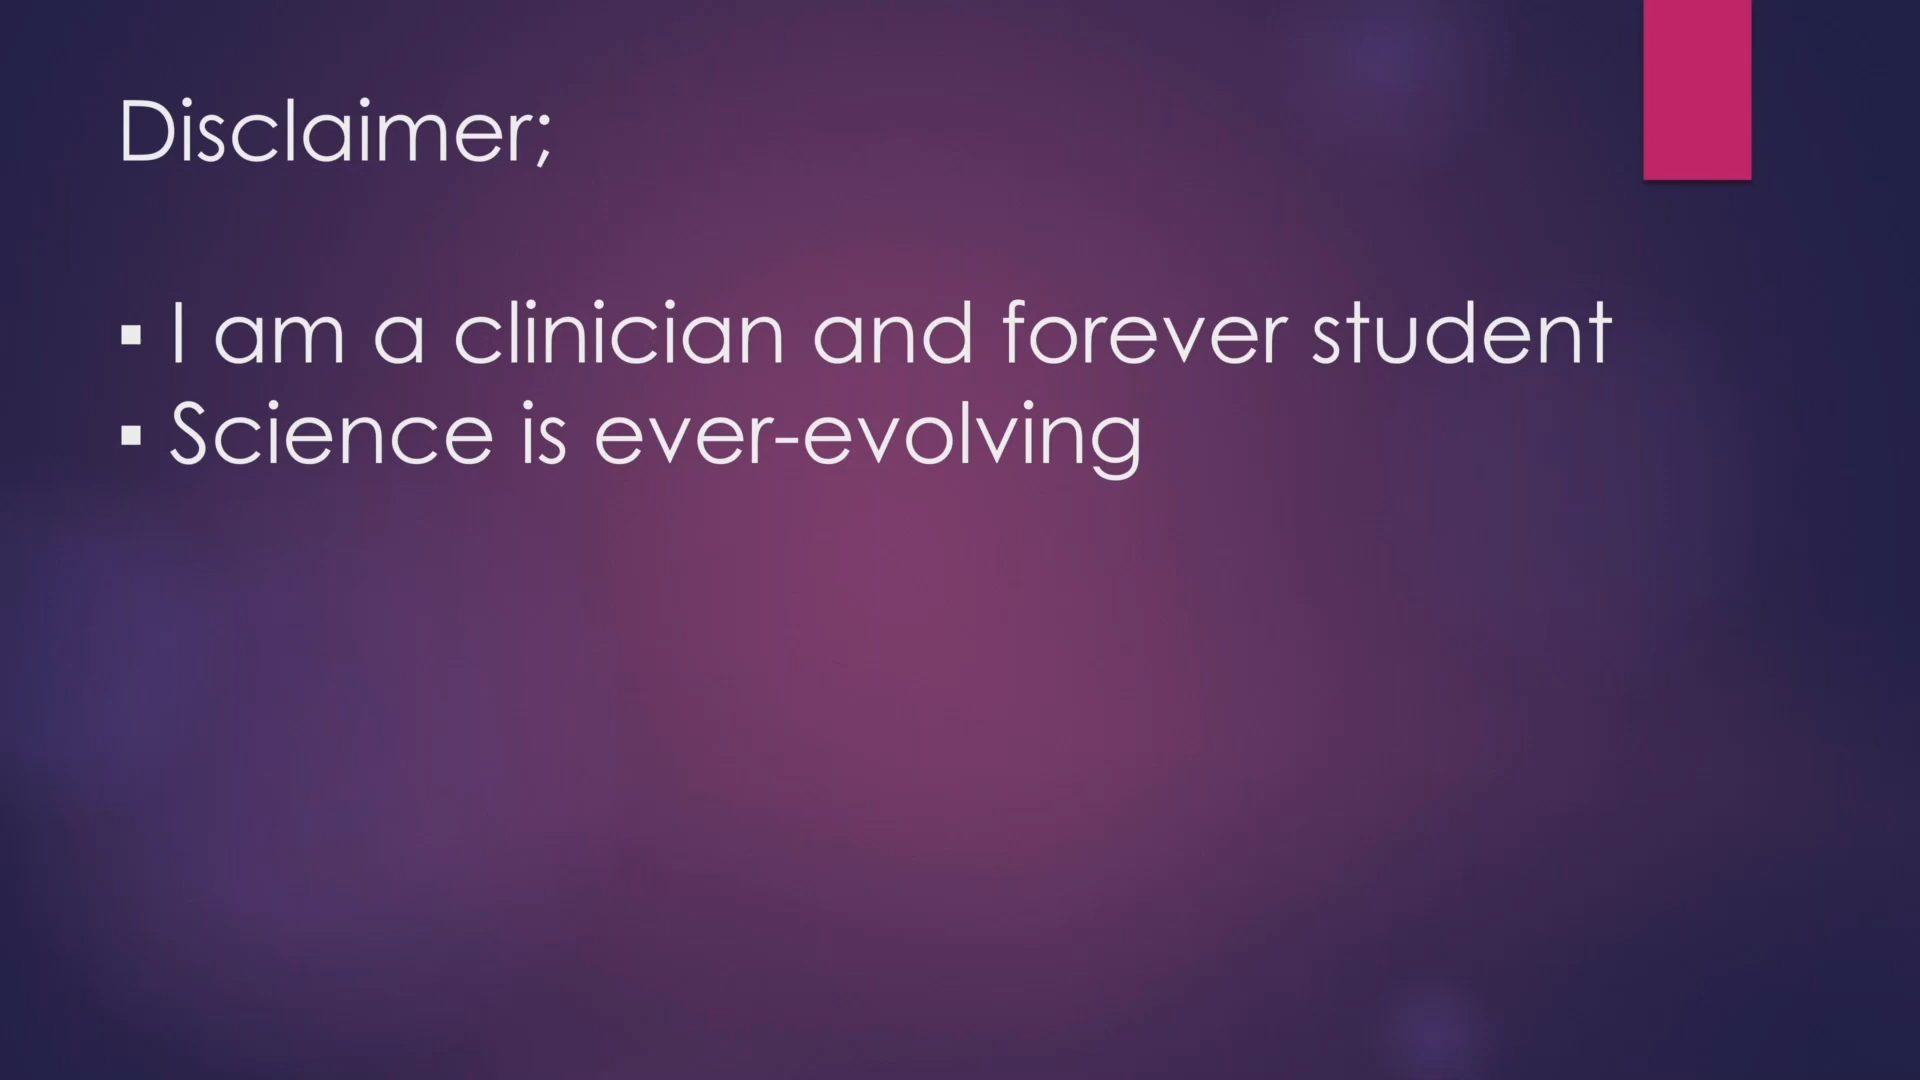 Disclaimer;
▪ I am a clinician and forever student
▪ Science is ever-evolving